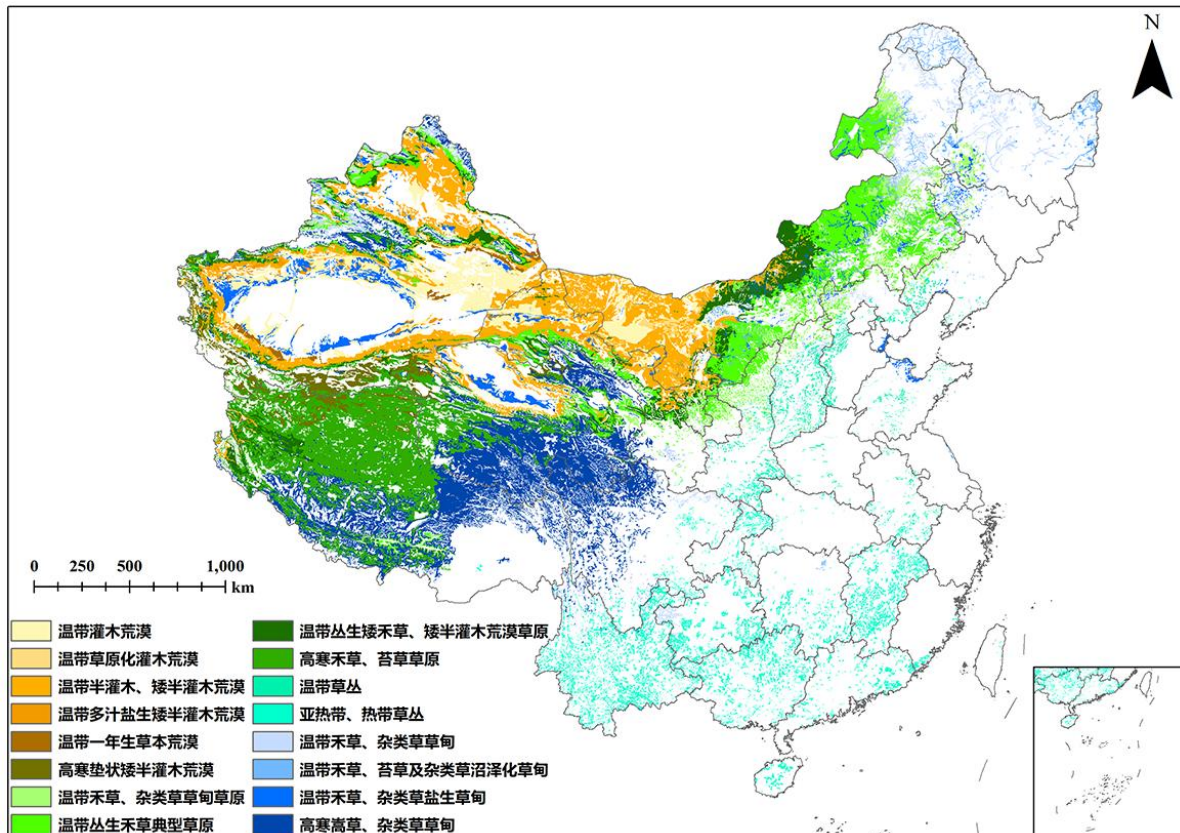 N
0 250 500 1,000
km
温带灌木荒漠
温带草原化灌木荒漠
温带半灌木、矮半灌木荒漠
温带多汁盐生矮半灌木荒漠
温带一年生草本荒漠
高寒垫状矮半灌木荒漠
温带禾草、杂类草草甸草原
温带丛生禾草典型草原
温带丛生矮禾草、矮半灌木荒漠草原
高寒禾草、苔草草原
温带草丛
亚热带、热带草丛
温带禾草、杂类草草甸
温带禾草、苔草及杂类草沼泽化草甸
温带禾草、杂类草盐生草甸
高寒嵩草、杂类草草甸